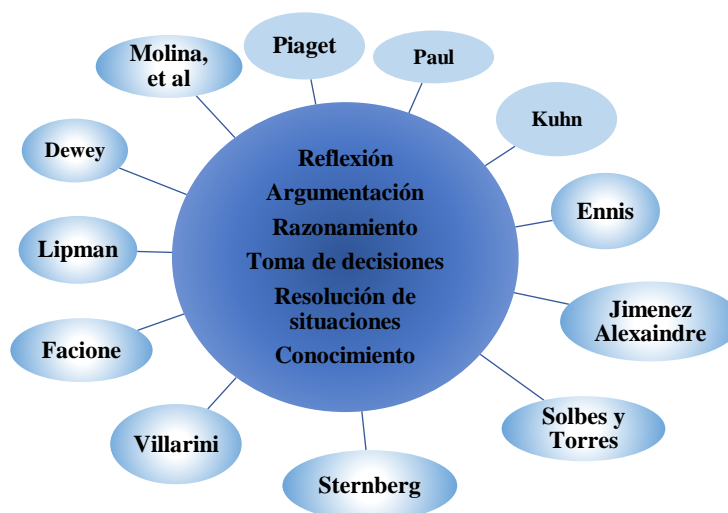 Piaget
Paul
Molina,
et al
Kuhn
Dewey
Reflexión
Argumentación
Razonamiento
Toma de decisiones
Resolución de
situaciones
Conocimiento
Ennis
Lipman
Jimenez
Alexaindre
Facione
Solbes y
Torres
Villarini
Sternberg